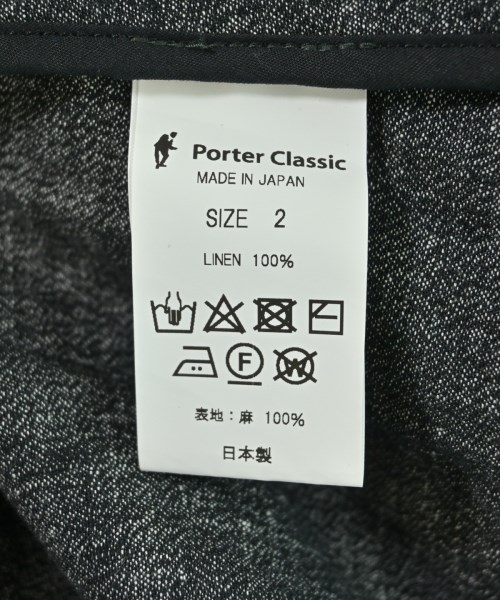 Porter Classic
MADE IN JAPAN
SIZE 2
LINEN 100%
F W
表地：麻 100%
日本製